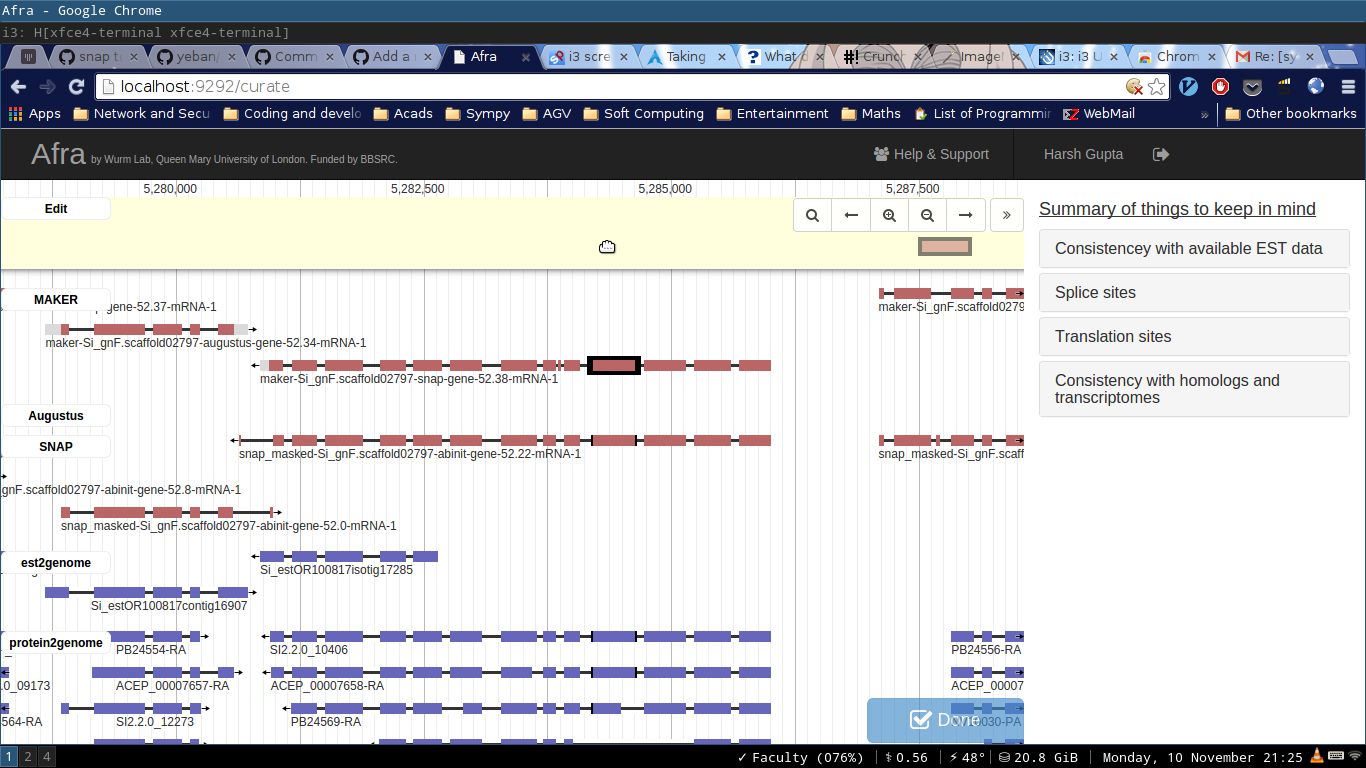 Afra - Google Chrome
i3: H[xfce4-terminal xfce4-terminal]
snap t yeban/ Comm Add a Afra i3 scre Taking What d Crunc ImageM i3: i3 U Chrom Re: [sy
localhost:9292/curate
Apps Network and Secu Coding and develo Acads Sympy AGV Soft Computing Entertainment Maths List of Programmin WebMail » Other bookmarks
Afra by Wurm Lab, Queen Mary University of London. Funded by BBSRC. Help & Support Harsh Gupta
5,280,000 5,282,500 5,285,000 5,287,500
Edit
Summary of things to keep in mind
Consistencey with available EST data
Splice sites
Translation sites
Consistency with homologs and
transcriptomes
MAKER
gene-52.37-mRNA-1 maker-Si_gnF.scaffold0279
maker-Si_gnF.scaffold02797-augustus-gene-52.34-mRNA-1
maker-Si_gnF.scaffold02797-snap-gene-52.38-mRNA-1
Augustus
SNAP
snap_masked-Si_gnF.scaffold02797-abinit-gene-52.22-mRNA-1 snap_masked-Si_gnF.scaff
gnF.scaffold02797-abinit-gene-52.8-mRNA-1
snap_masked-Si_gnF.scaffold02797-abinit-gene-52.0-mRNA-1
est2genome
Si_estOR100817isotig17285
Si_estOR100817contig16907
protein2genome
PB24554-RA SI2.2.0_10406 PB24556-RA
.0_09173 ACEP_00007657-RA ACEP_00007658-RA ACEP_00007
564-RA SI2.2.0_12273 PB24569-RA 0030-PA
Done
1 2 4 ✓ Faculty (076%) 0.56 48° 20.8 GiB Monday, 10 November 21:25